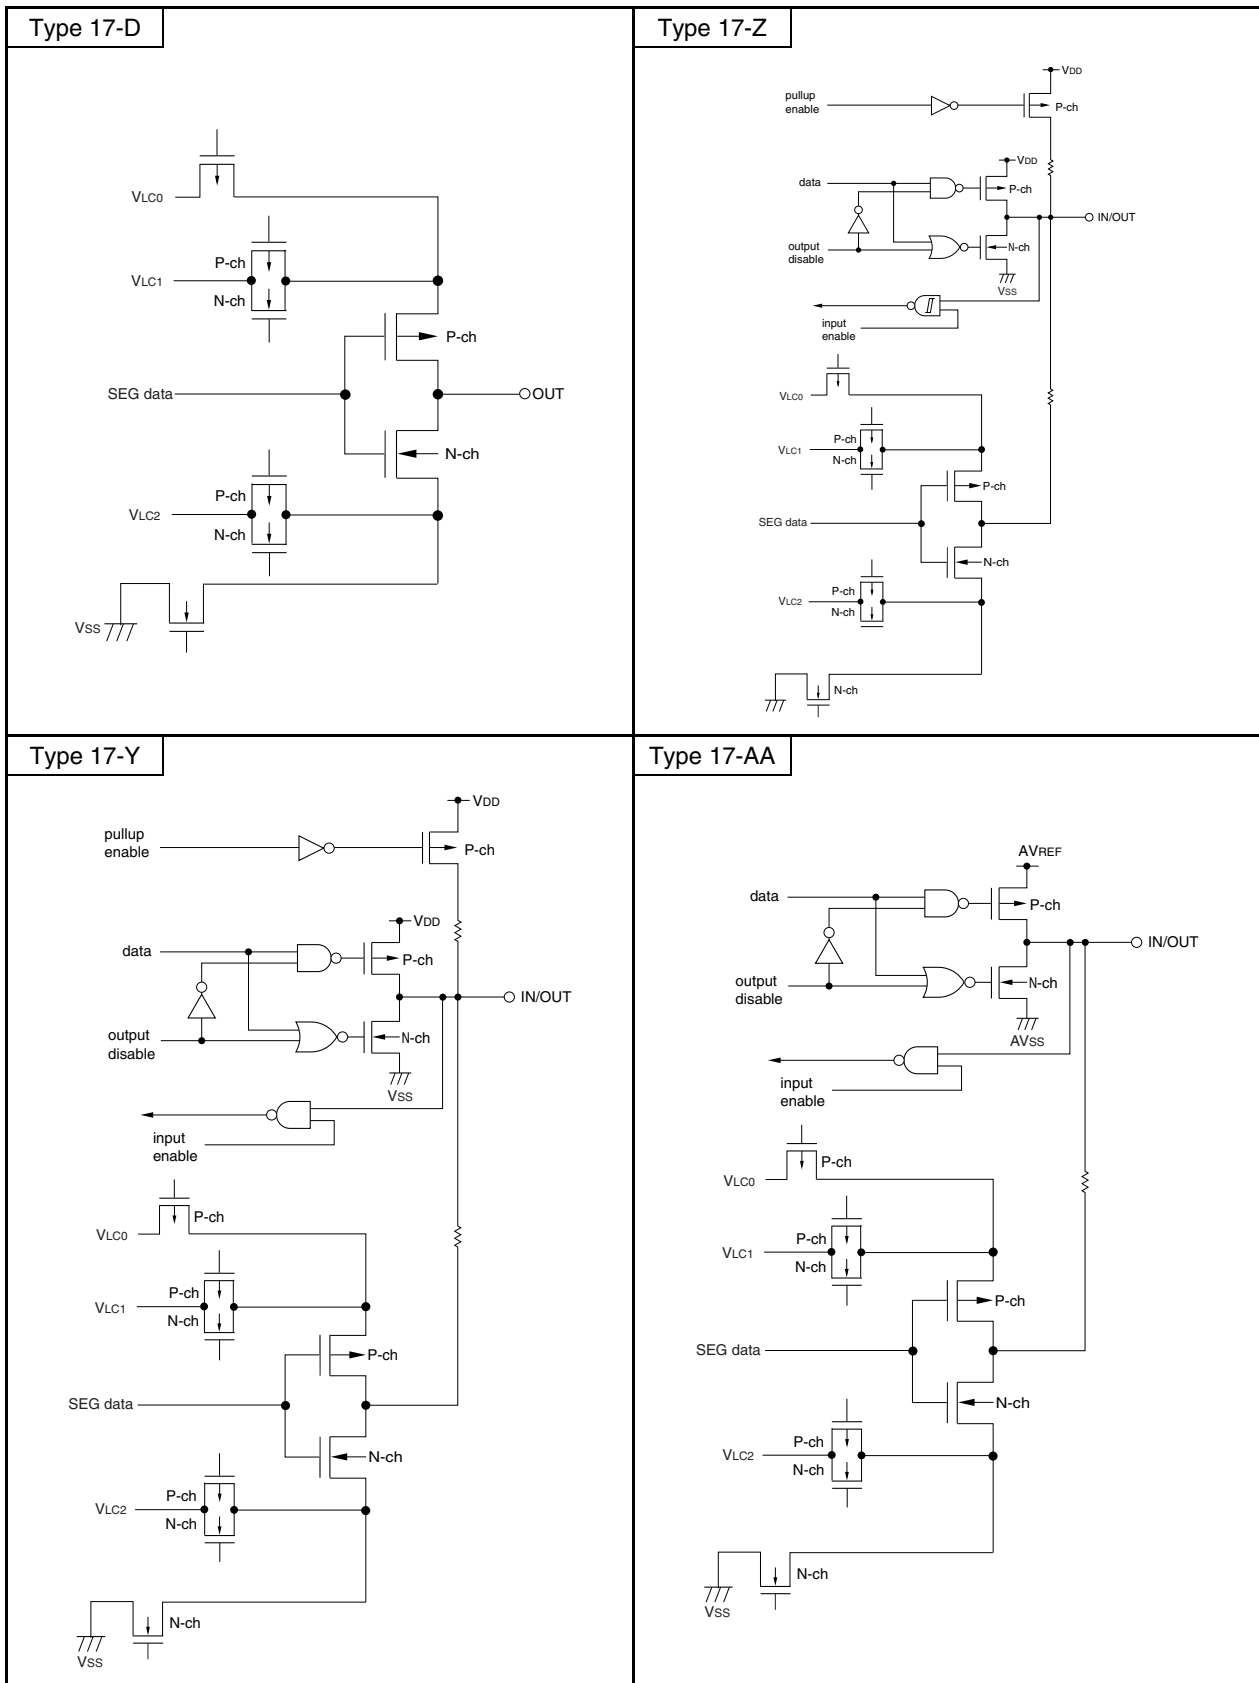 Type 17-D
VLC0
P-ch
VLC1
N-ch
P-ch
SEG data
OUT
N-ch
P-ch
VLC2
N-ch
VSS
Type 17-Z
VDD
pullup
enable
P-ch
VDD
data
P-ch
IN/OUT
output
disable
N-ch
VSS
input
enable
VLC0
P-ch
VLC1
N-ch
P-ch
SEG data
N-ch
P-ch
VLC2
N-ch
N-ch
Type 17-Y
VDD
pullup
enable
P-ch
VDD
data
P-ch
IN/OUT
output
disable
N-ch
VSS
input
enable
P-ch
VLC0
P-ch
VLC1
N-ch
P-ch
SEG data
N-ch
P-ch
VLC2
N-ch
N-ch
VSS
Type 17-AA
AVREF
data
P-ch
IN/OUT
output
disable
N-ch
AVSS
input
enable
P-ch
VLC0
P-ch
VLC1
N-ch
P-ch
SEG data
N-ch
P-ch
VLC2
N-ch
N-ch
VSS